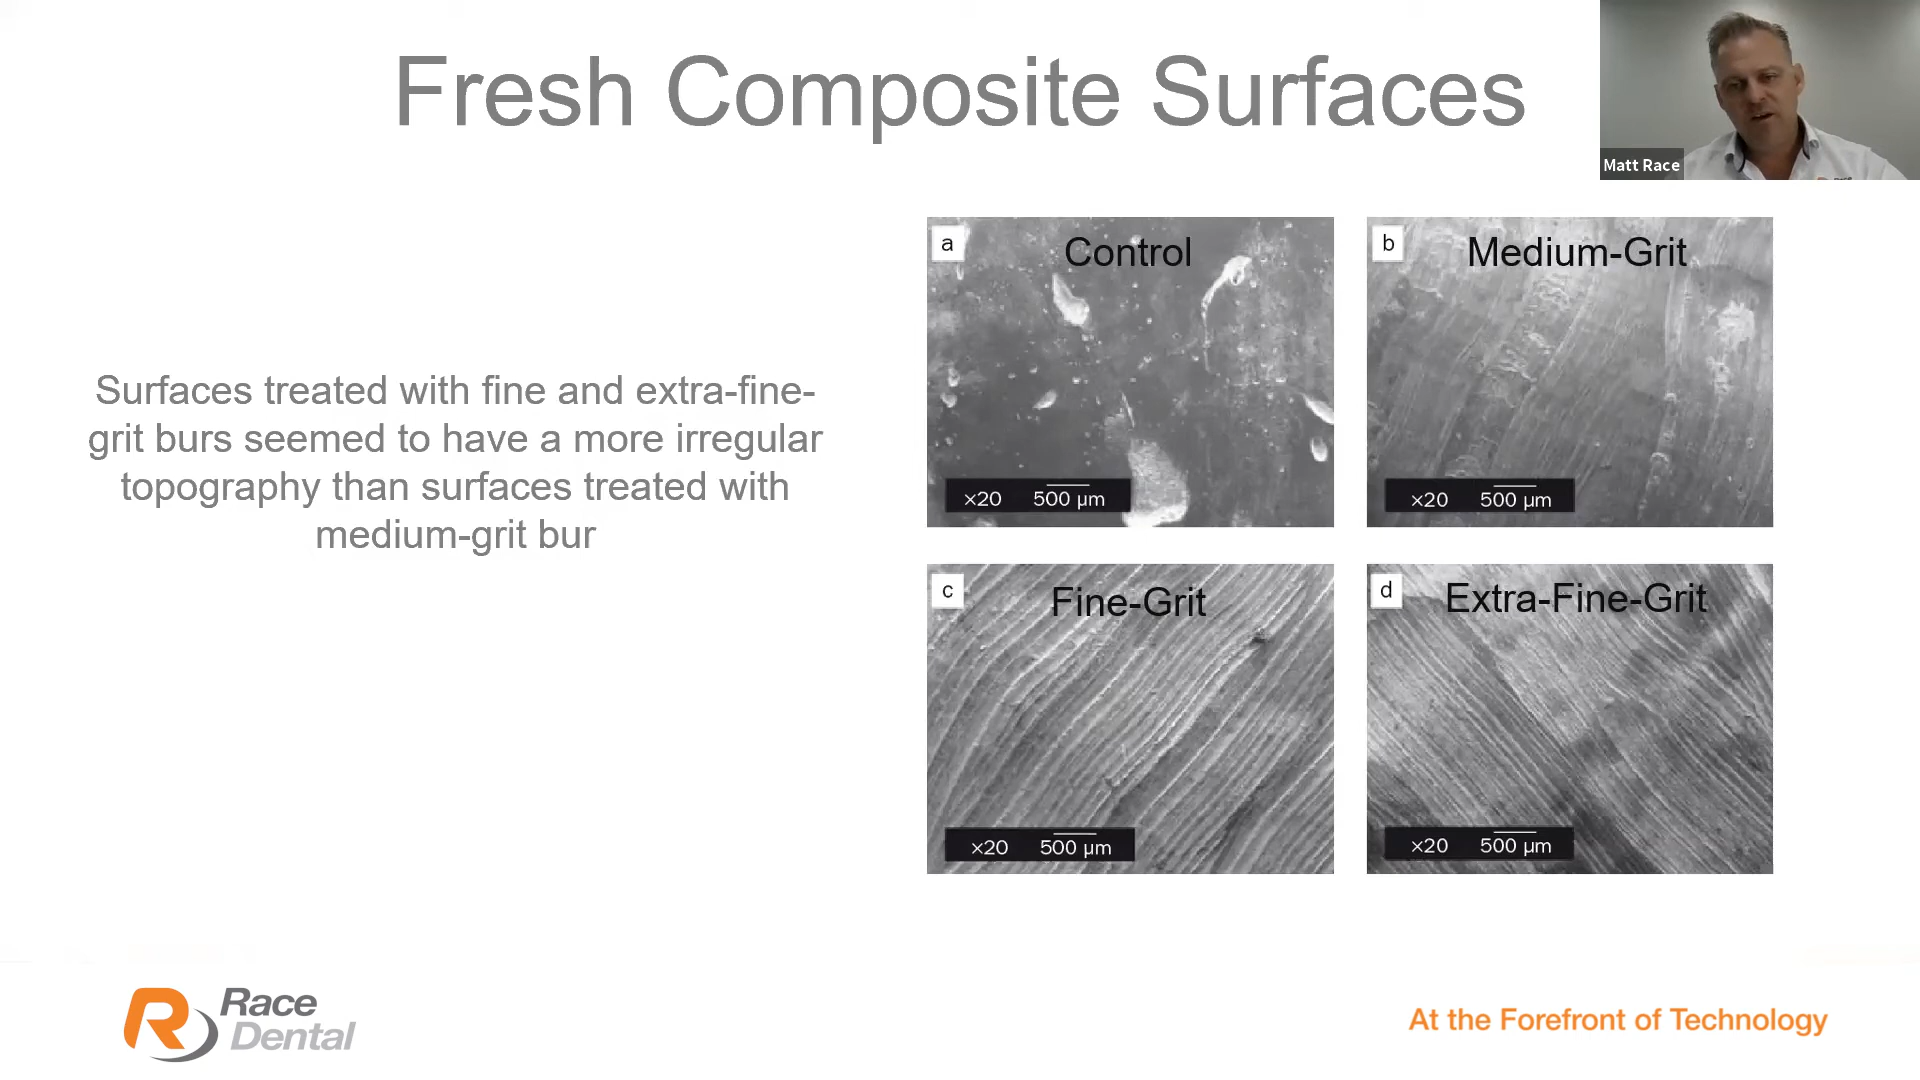 Fresh Composite Surfaces
Matt Race
Surfaces treated with fine and extra-fine-
grit burs seemed to have a more irregular
topography than surfaces treated with
medium-grit bur
a
Control
×20 500 µm
b
Medium-Grit
×20 500 µm
c
Fine-Grit
×20 500 µm
d
Extra-Fine-Grit
×20 500 µm
R
Race
Dental
At the Forefront of Technology